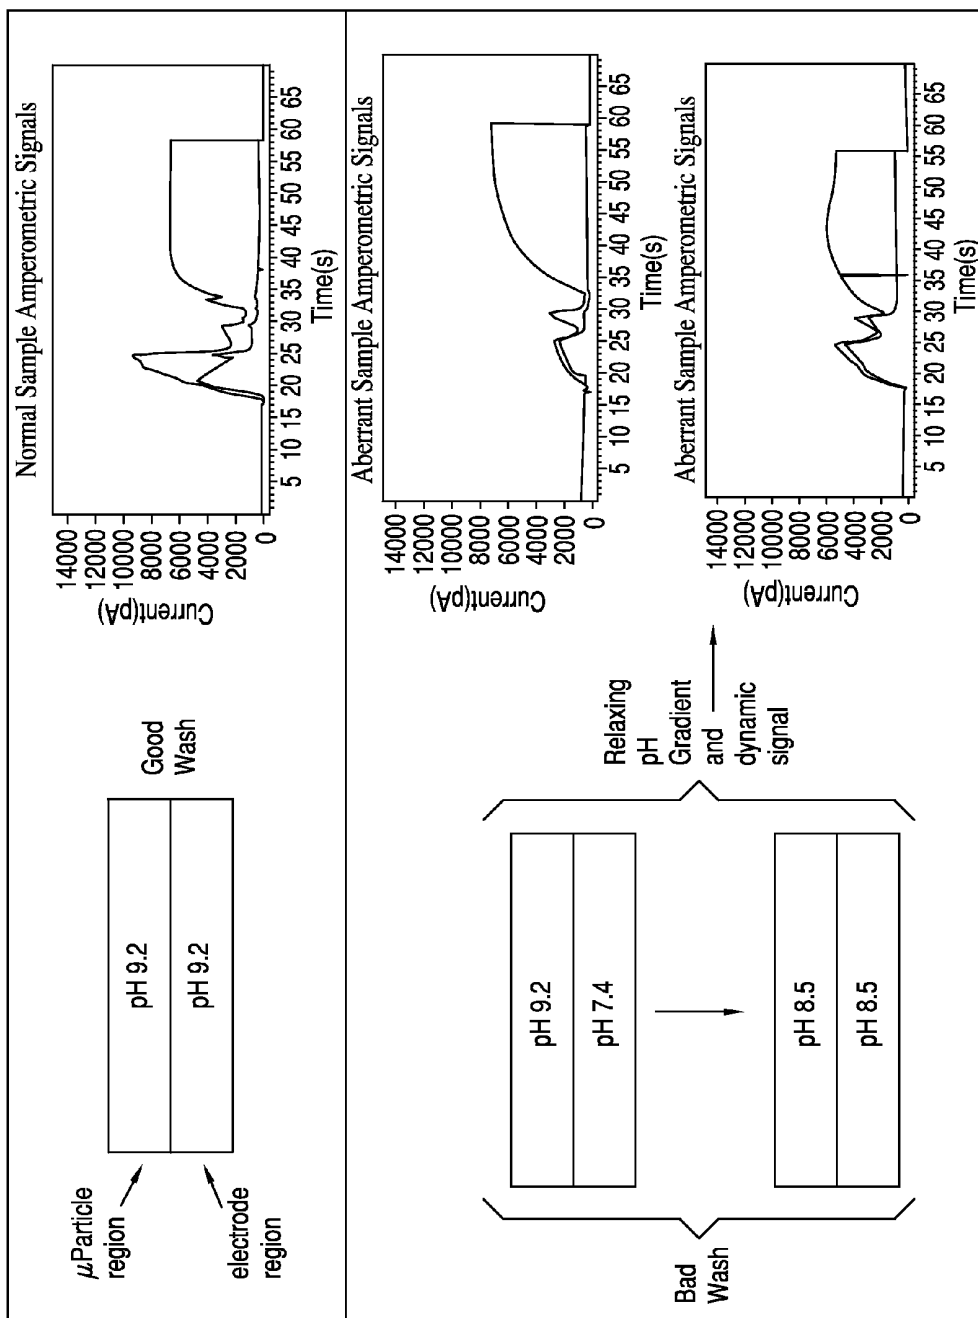 μParticle
region
electrode
region
pH 9.2
pH 9.2
Good
Wash
Normal Sample Amperometric Signals
Current(pA)
14000
12000
10000
8000
6000
4000
2000
0
5 10 15 20 25 30 35 40 45 50 55 60 65
Time(s)
Bad
Wash
pH 9.2
pH 7.4
pH 8.5
pH 8.5
Relaxing
pH
Gradient
and
dynamic
signal
Aberrant Sample Amperometric Signals
Current(pA)
14000
12000
10000
8000
6000
4000
2000
0
5 10 15 20 25 30 35 40 45 50 55 60 65
Time(s)
Aberrant Sample Amperometric Signals
Current(pA)
14000
12000
10000
8000
6000
4000
2000
0
5 10 15 20 25 30 35 40 45 50 55 60 65
Time(s)